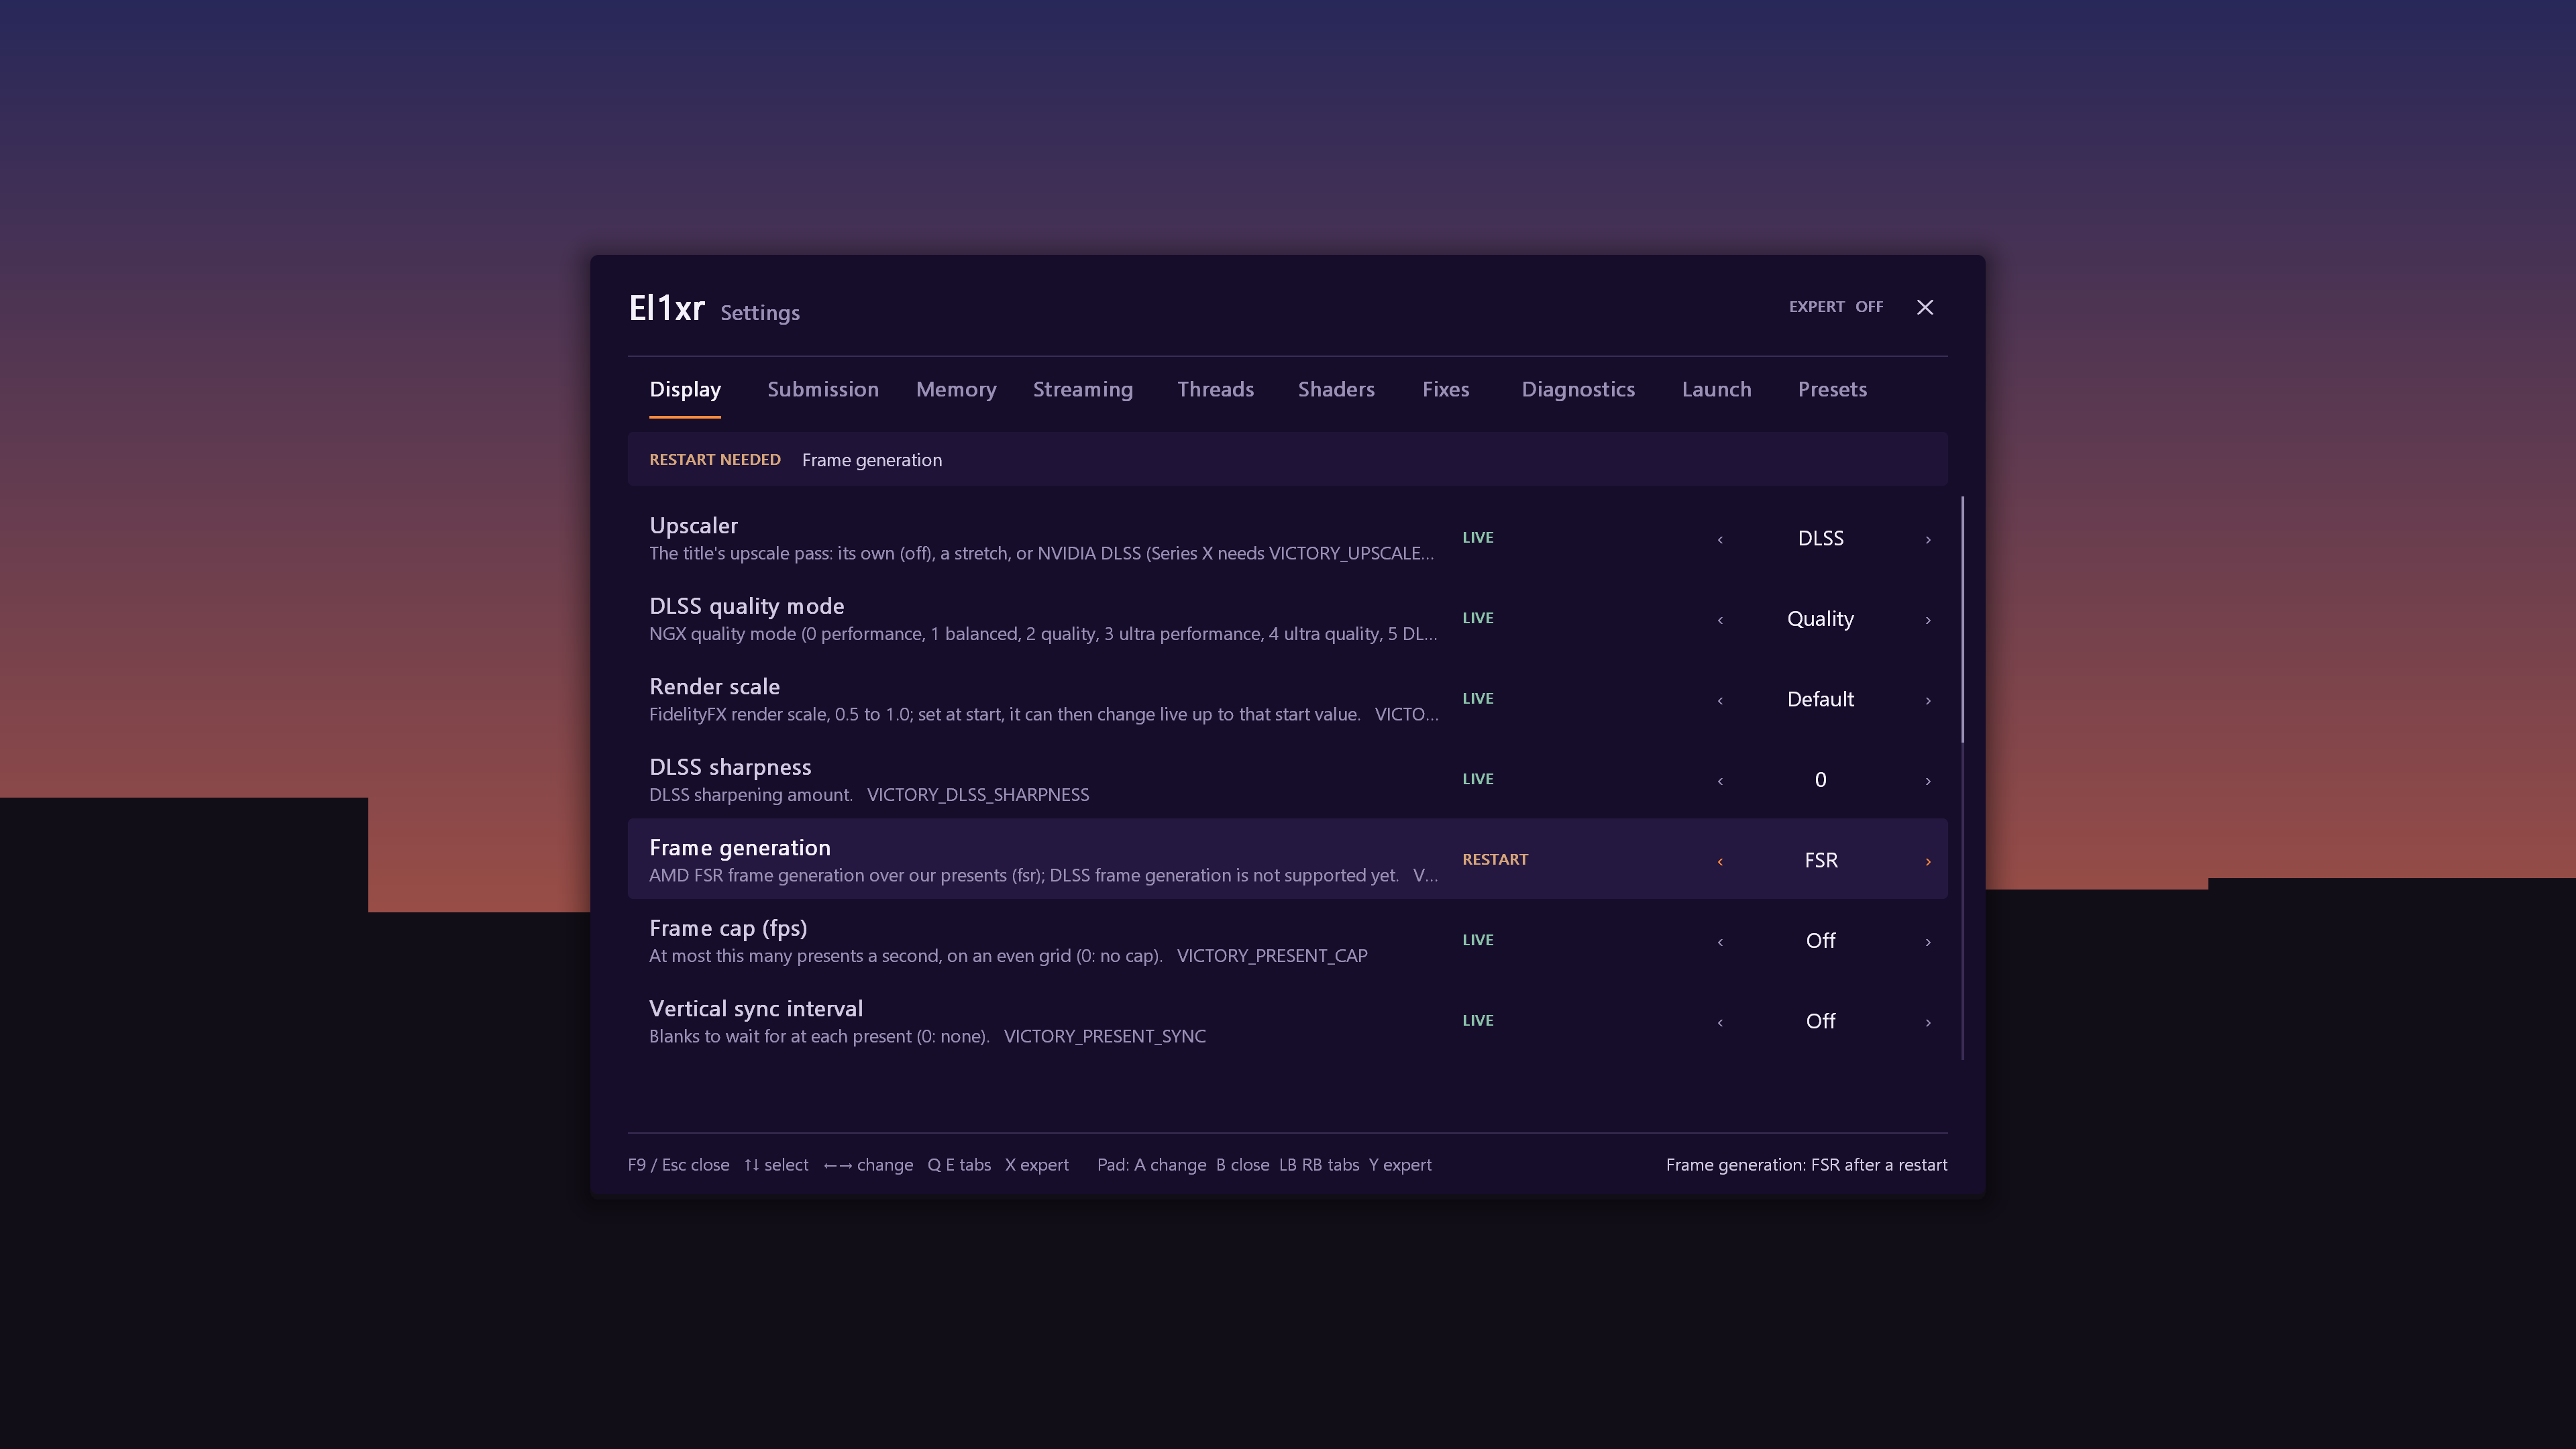 El1xr Settings
EXPERT OFF
Display Submission Memory Streaming Threads Shaders Fixes Diagnostics Launch Presets
RESTART NEEDED Frame generation
Upscaler
The title's upscale pass: its own (off), a stretch, or NVIDIA DLSS (Series X needs VICTORY_UPSCALE...
LIVE
‹ DLSS ›
DLSS quality mode
NGX quality mode (0 performance, 1 balanced, 2 quality, 3 ultra performance, 4 ultra quality, 5 DL...
LIVE
‹ Quality ›
Render scale
FidelityFX render scale, 0.5 to 1.0; set at start, it can then change live up to that start value. VICTO...
LIVE
‹ Default ›
DLSS sharpness
DLSS sharpening amount. VICTORY_DLSS_SHARPNESS
LIVE
‹ 0 ›
Frame generation
AMD FSR frame generation over our presents (fsr); DLSS frame generation is not supported yet. V...
RESTART
‹ FSR ›
Frame cap (fps)
At most this many presents a second, on an even grid (0: no cap). VICTORY_PRESENT_CAP
LIVE
‹ Off ›
Vertical sync interval
Blanks to wait for at each present (0: none). VICTORY_PRESENT_SYNC
LIVE
‹ Off ›
F9 / Esc close ↑↓ select ←→ change Q E tabs X expert Pad: A change B close LB RB tabs Y expert
Frame generation: FSR after a restart